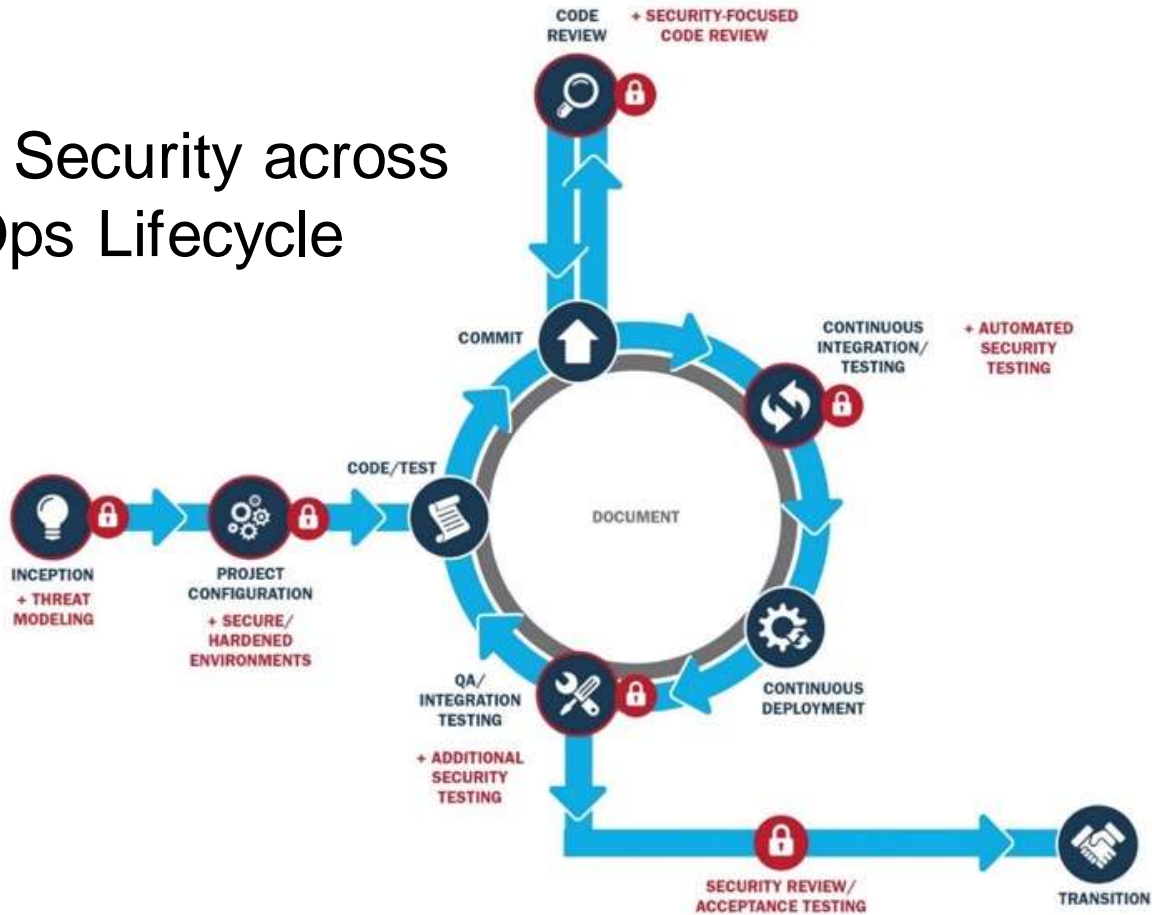 CODE
REVIEW
+ SECURITY-FOCUSED
CODE REVIEW
Security across
Ops Lifecycle
COMMIT
CONTINUOUS
INTEGRATION/
TESTING
+ AUTOMATED
SECURITY
TESTING
CODE/TEST
DOCUMENT
INCEPTION
+ THREAT
MODELING
PROJECT
CONFIGURATION
+ SECURE/
HARDENED
ENVIRONMENTS
QA/
INTEGRATION
TESTING
+ ADDITIONAL
SECURITY
TESTING
CONTINUOUS
DEPLOYMENT
SECURITY REVIEW/
ACCEPTANCE TESTING
TRANSITION